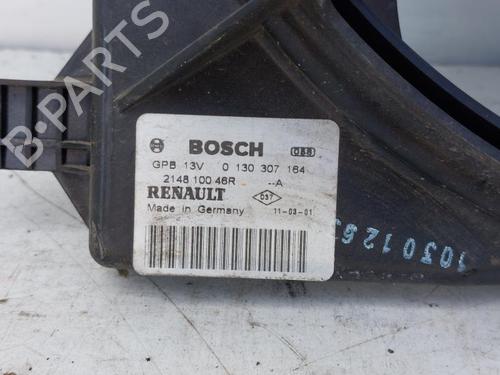 BOSCH
GPB 13V 0 130 307 164
2148 100 46R --A
RENAULT
Made in Germany 11-03-01
B-PARTS